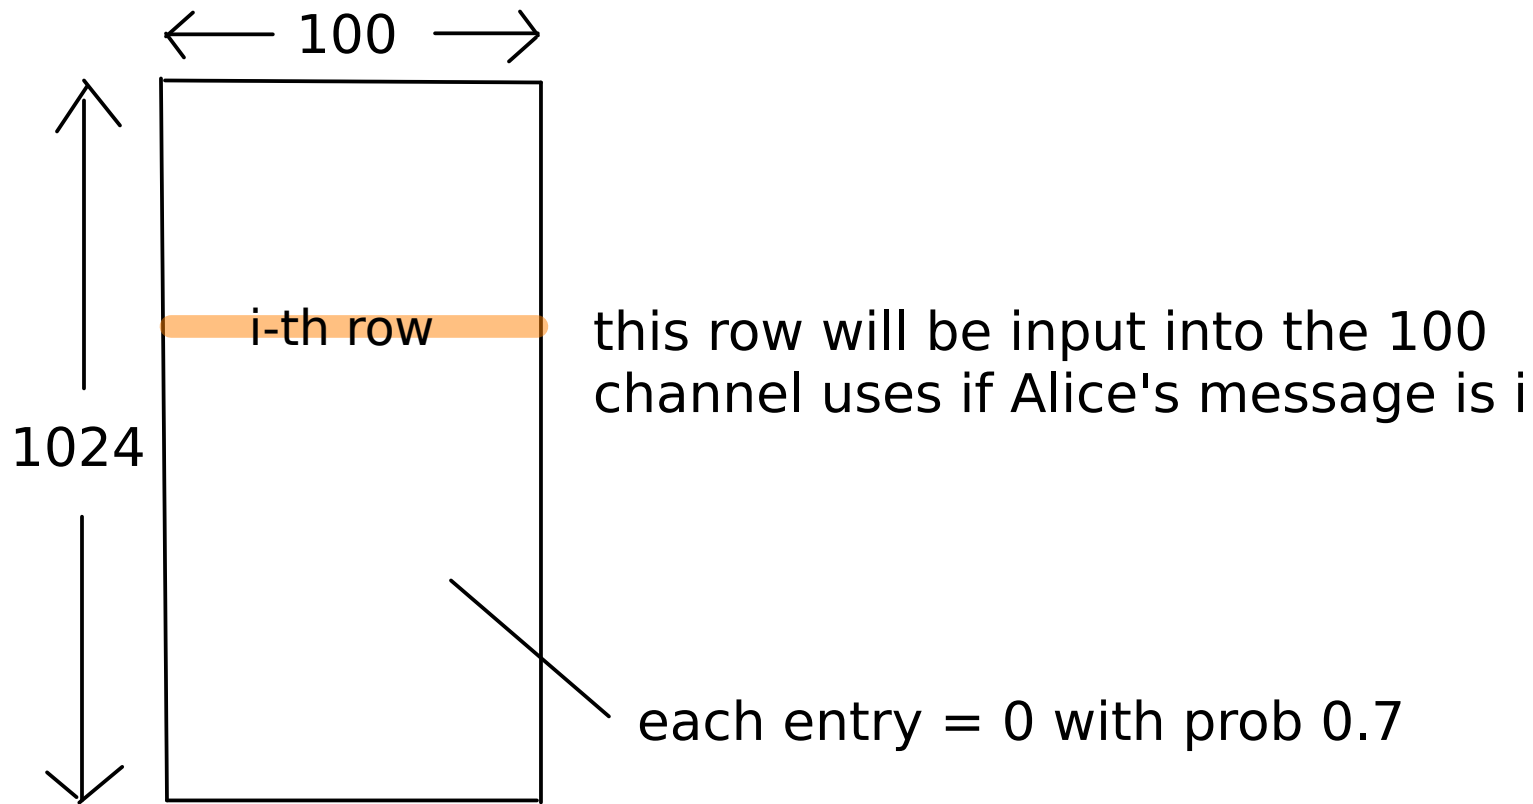 100
i-th row
this row will be input into the 100
channel uses if Alice's message is i
1024
each entry = 0 with prob 0.7